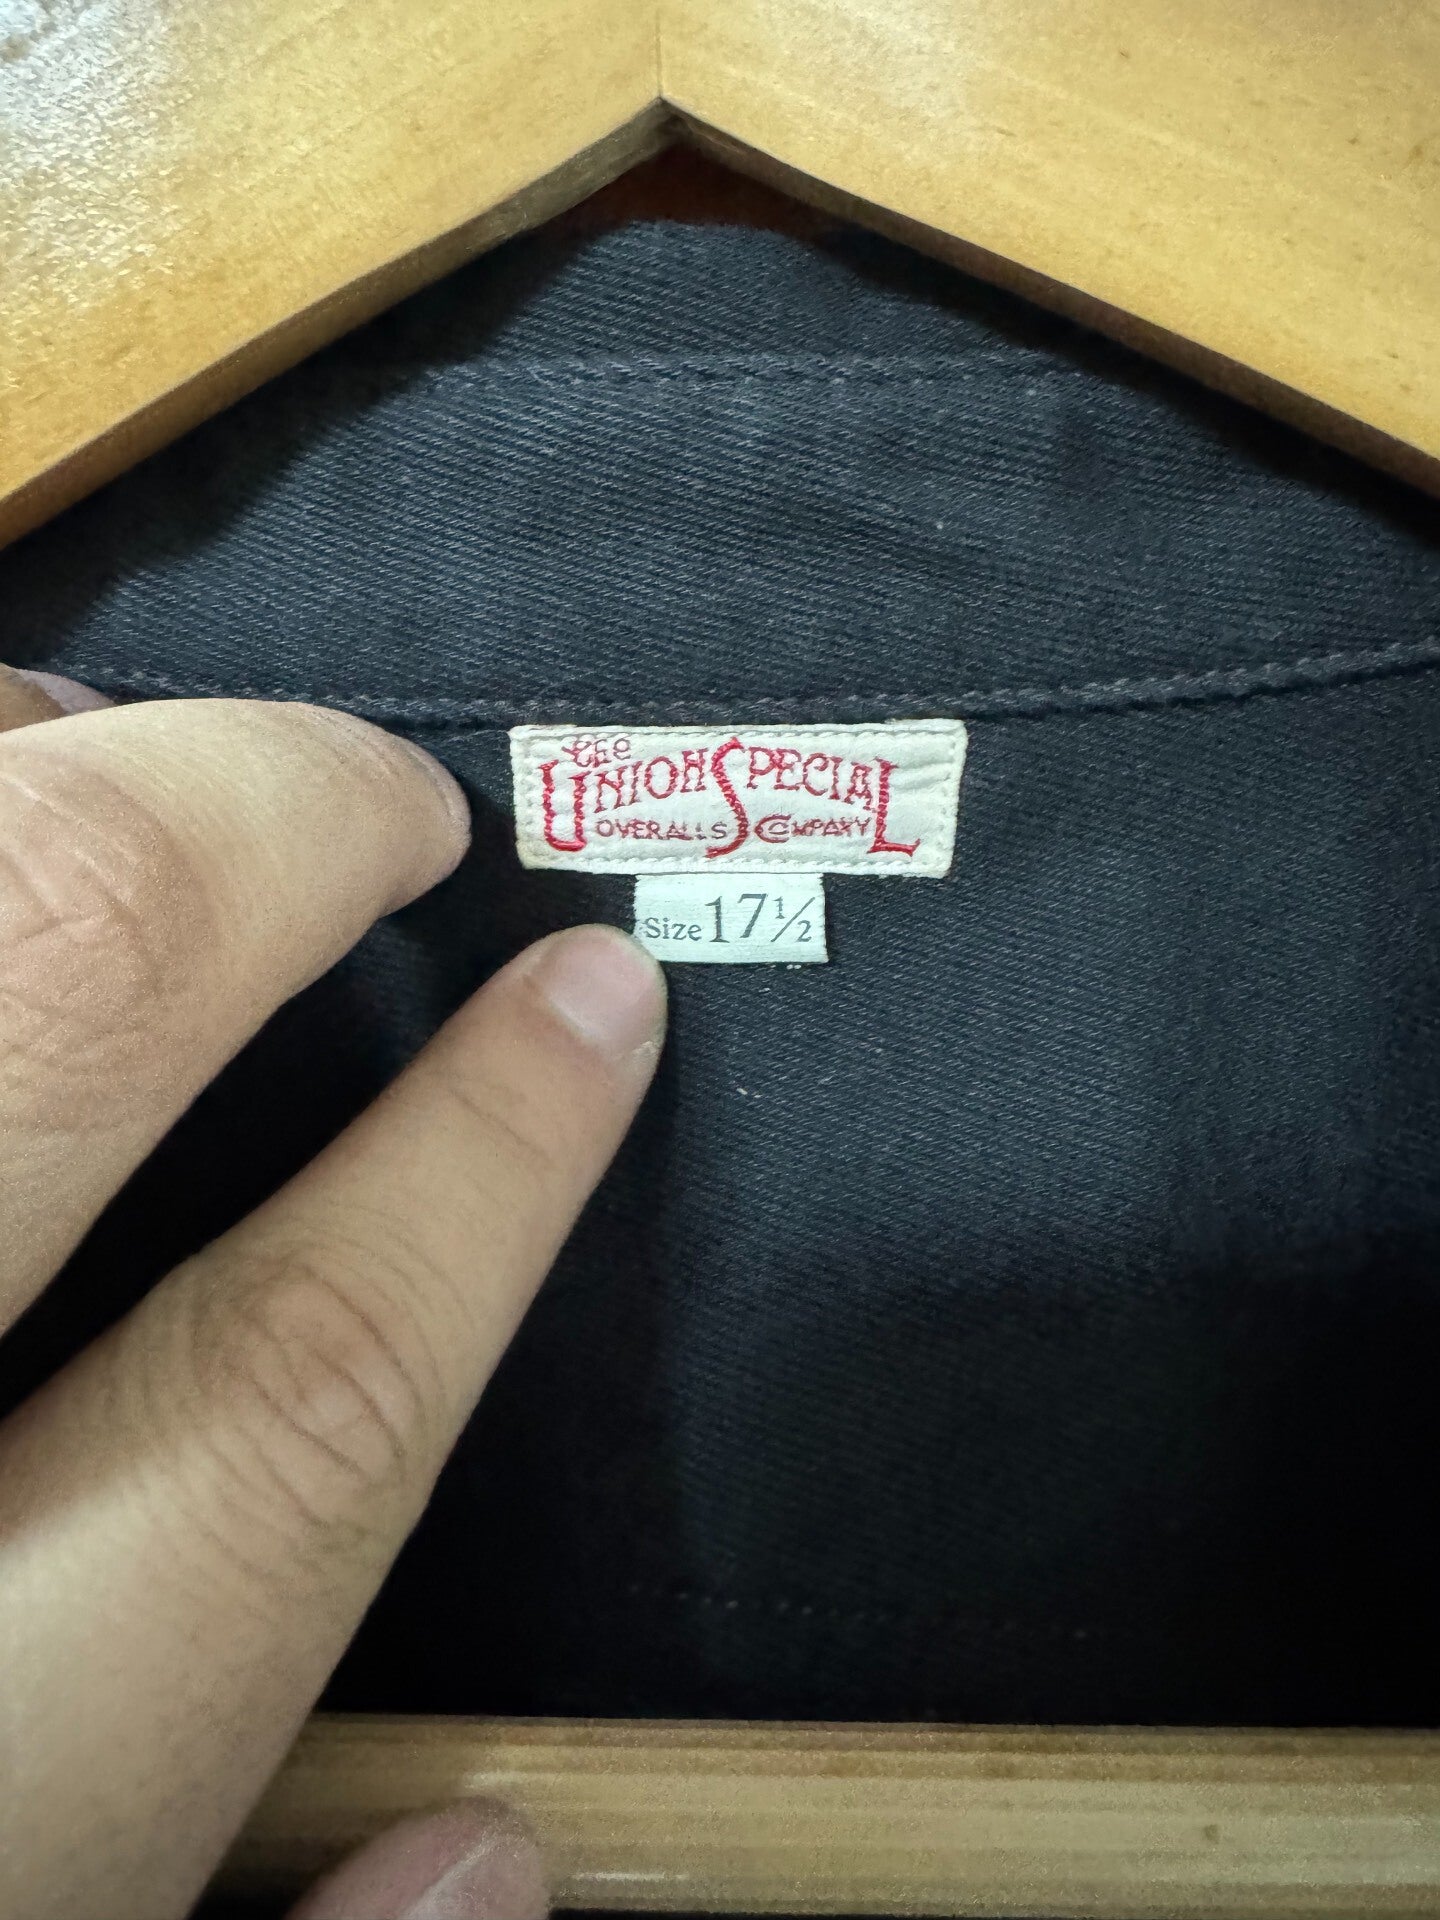 the
UNION SPECIAL
OVERALLS COMPANY
Size 17½